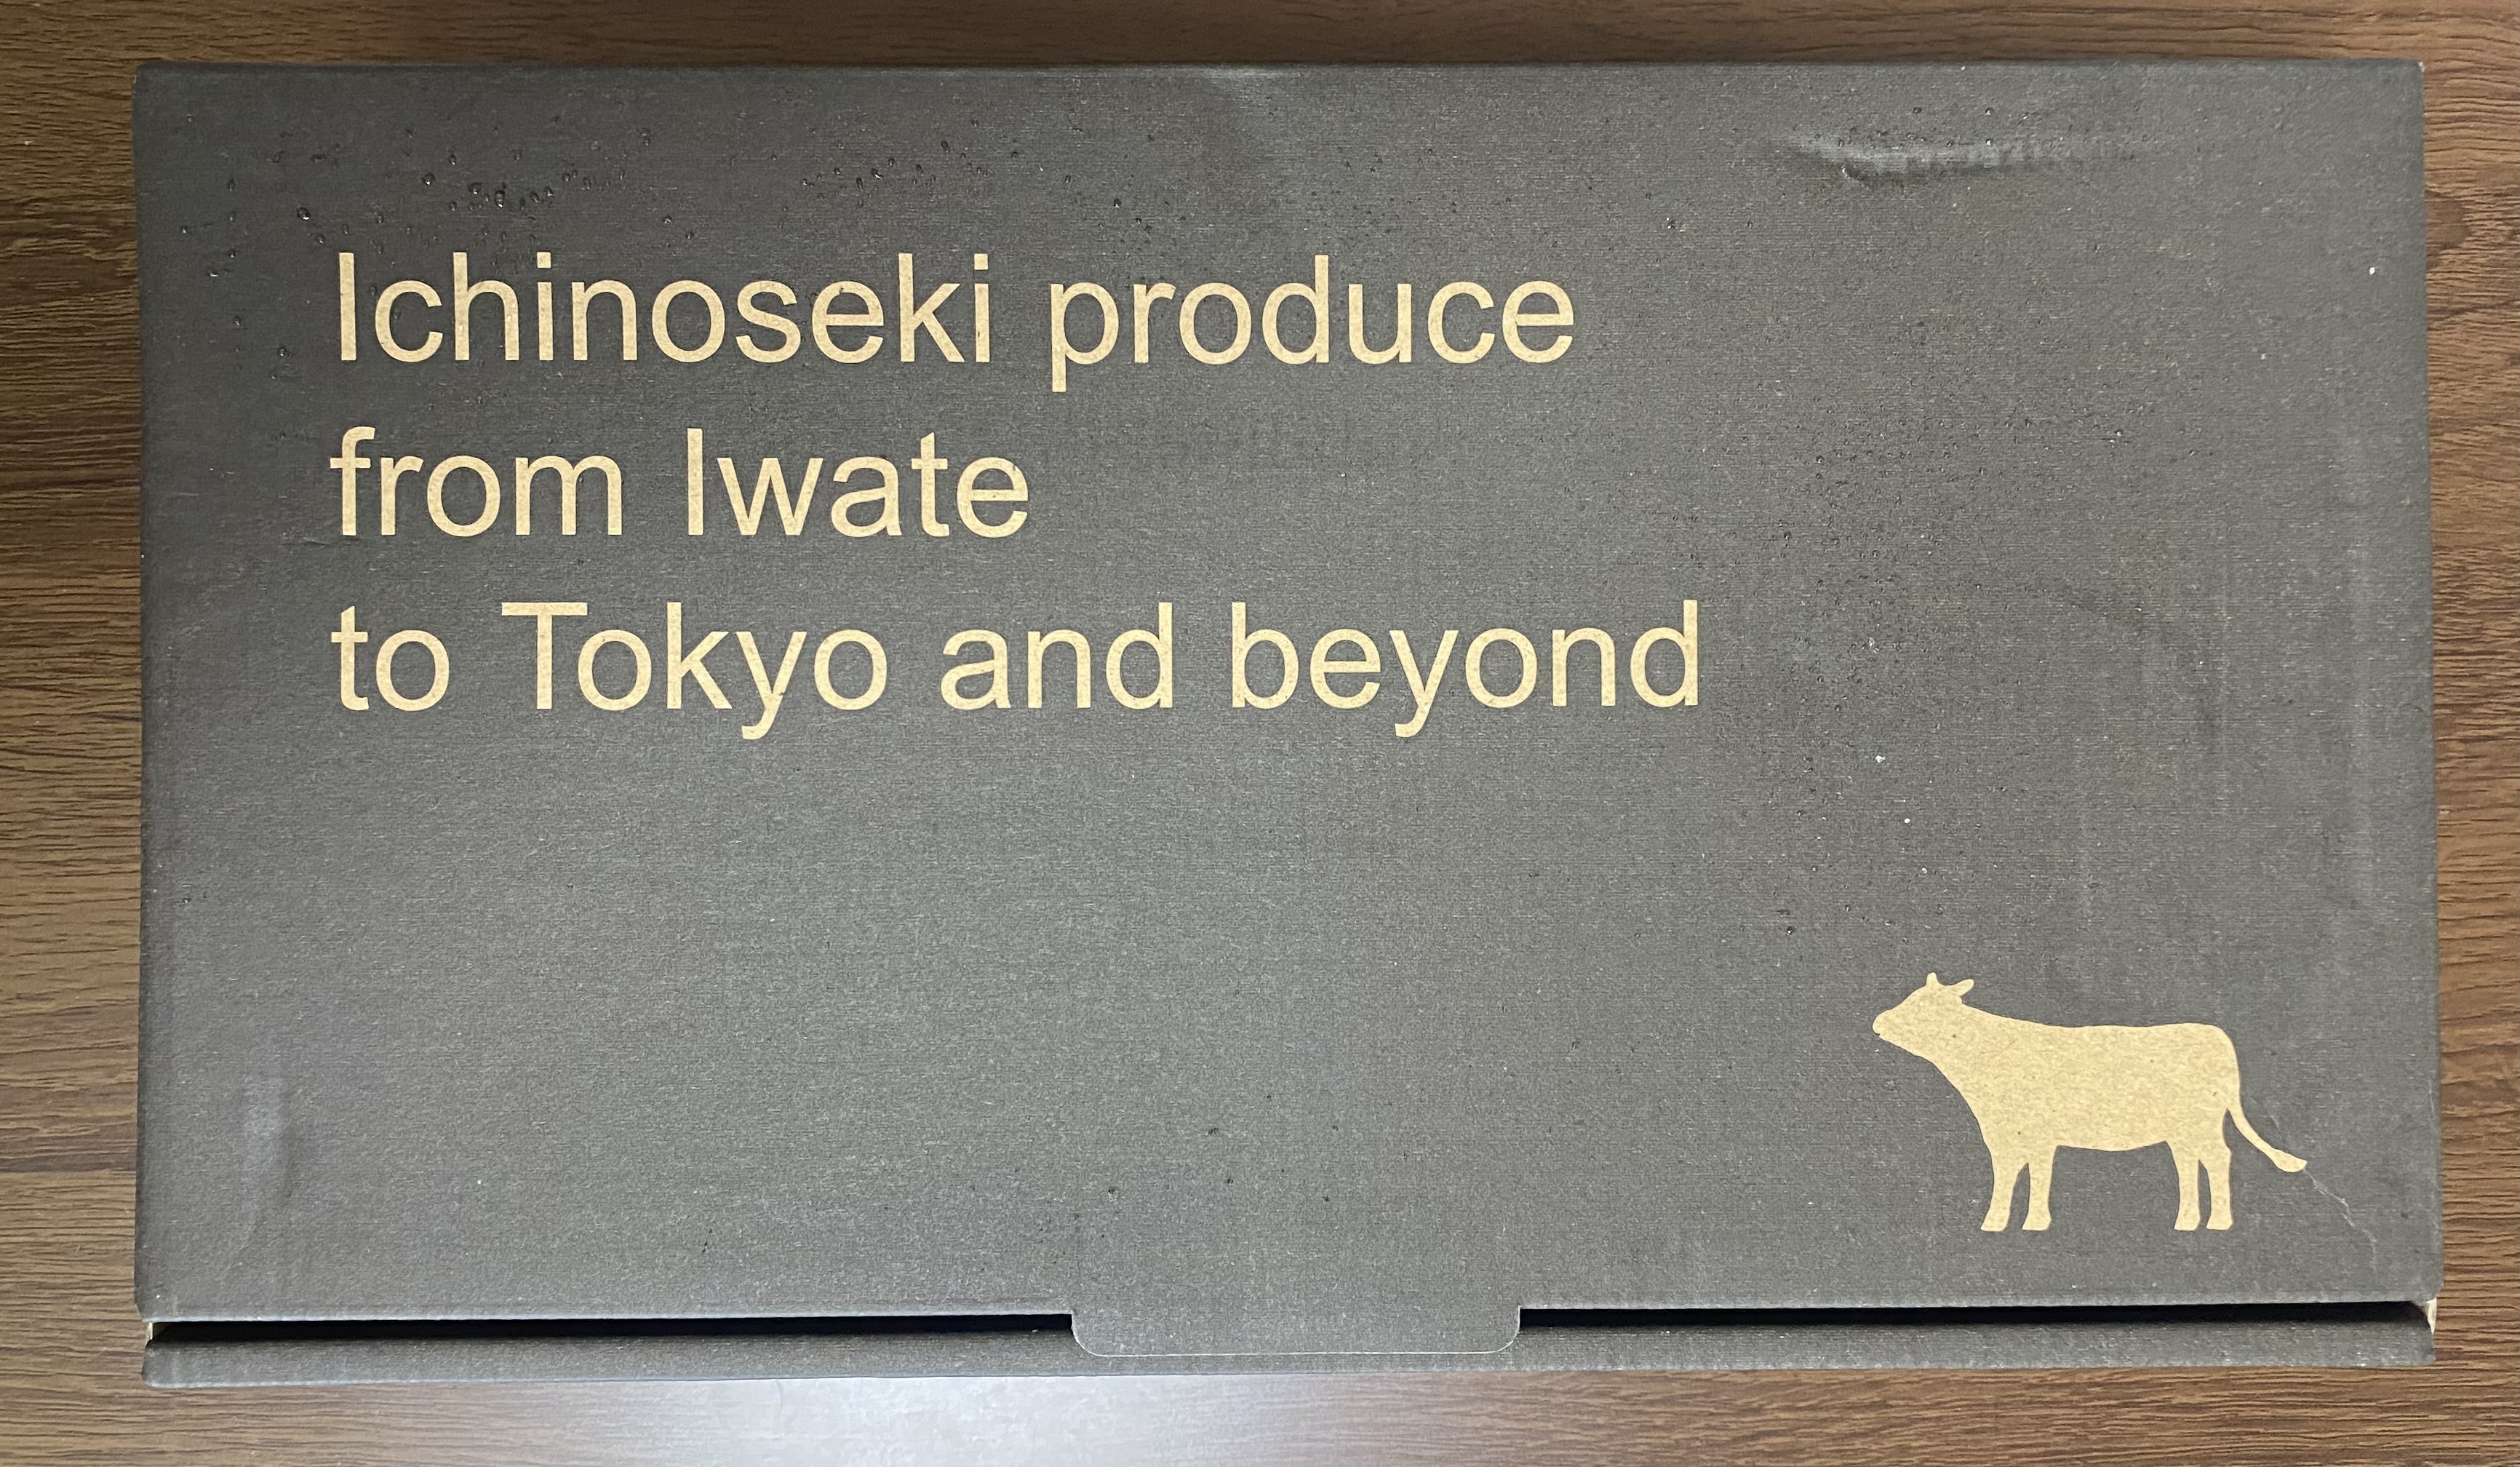 Ichinoseki produce
from Iwate
to Tokyo and beyond